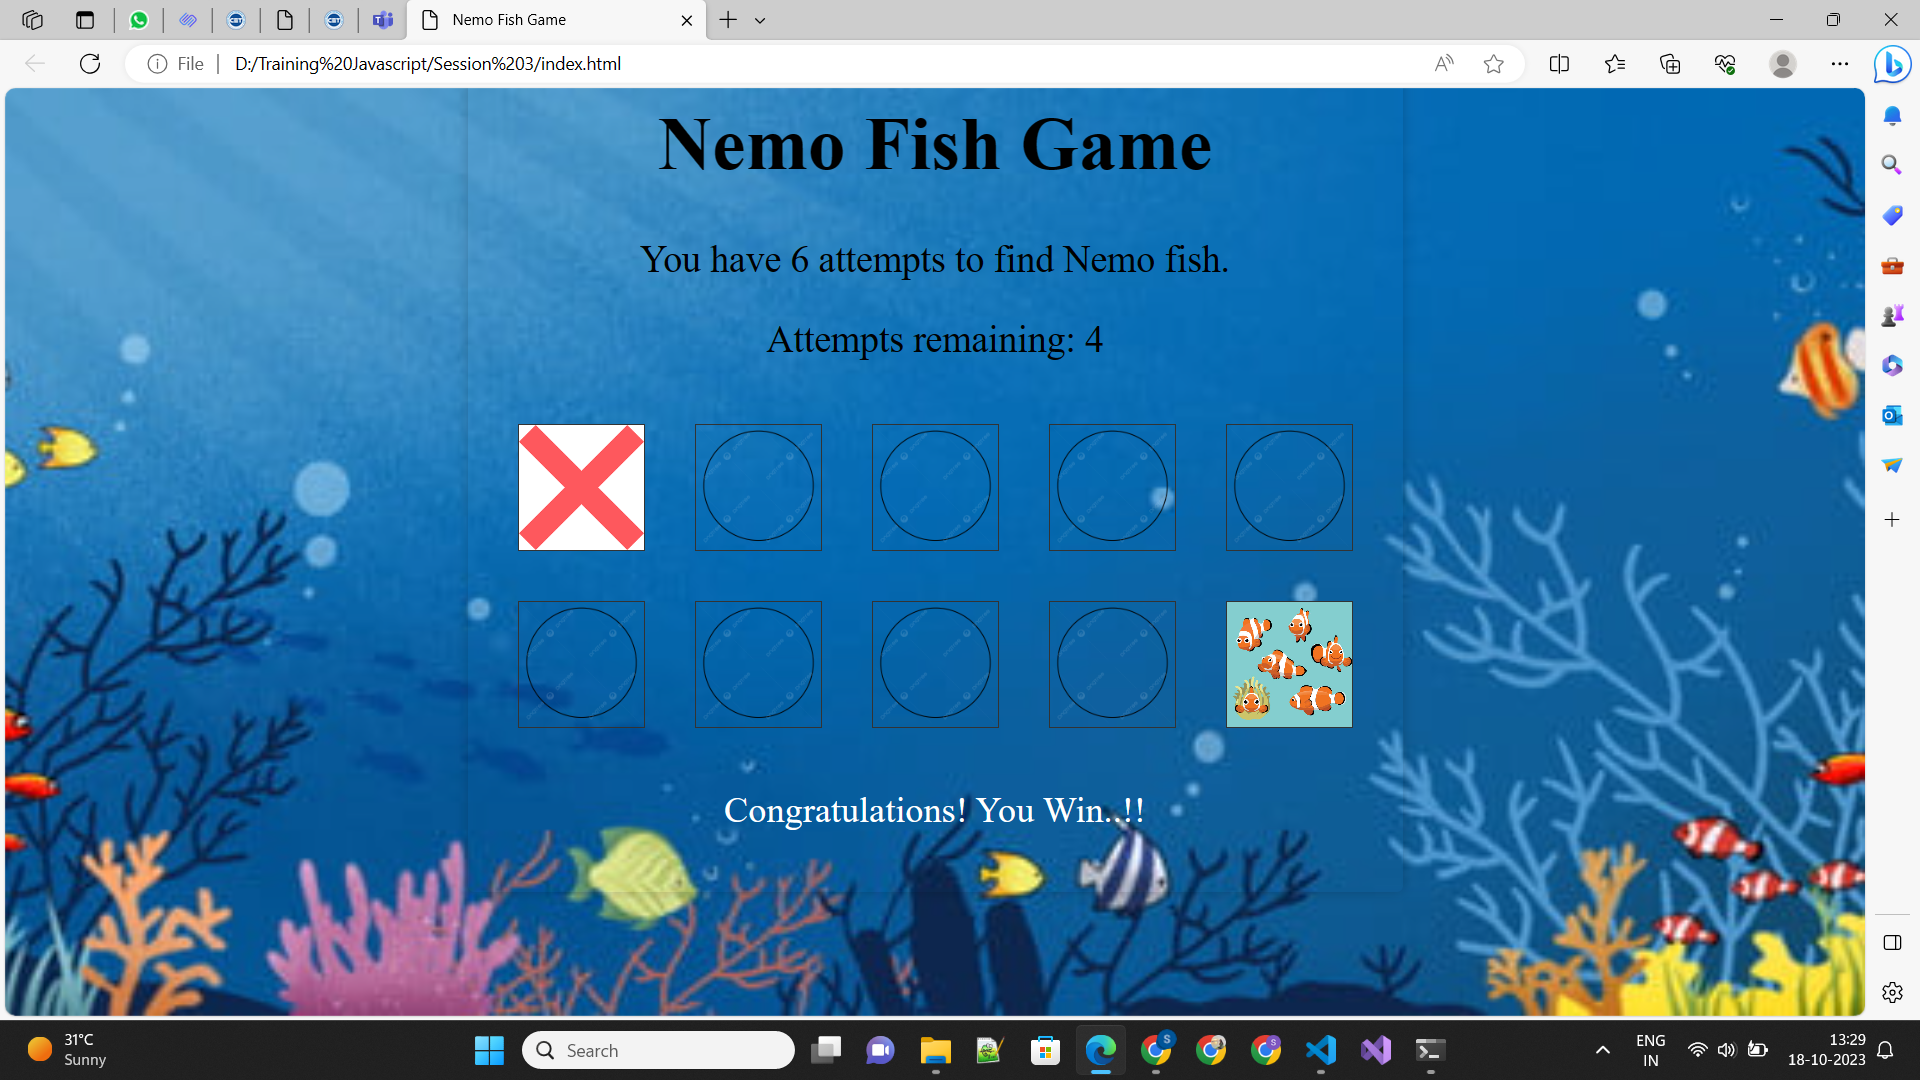 Nemo Fish Game
File
D:/Training%20Javascript/Session%203/index.html
Nemo Fish Game
You have 6 attempts to find Nemo fish.
Attempts remaining: 4
Congratulations! You Win..!!
31°C
Sunny
Search
ENG
IN
13:29
18-10-2023